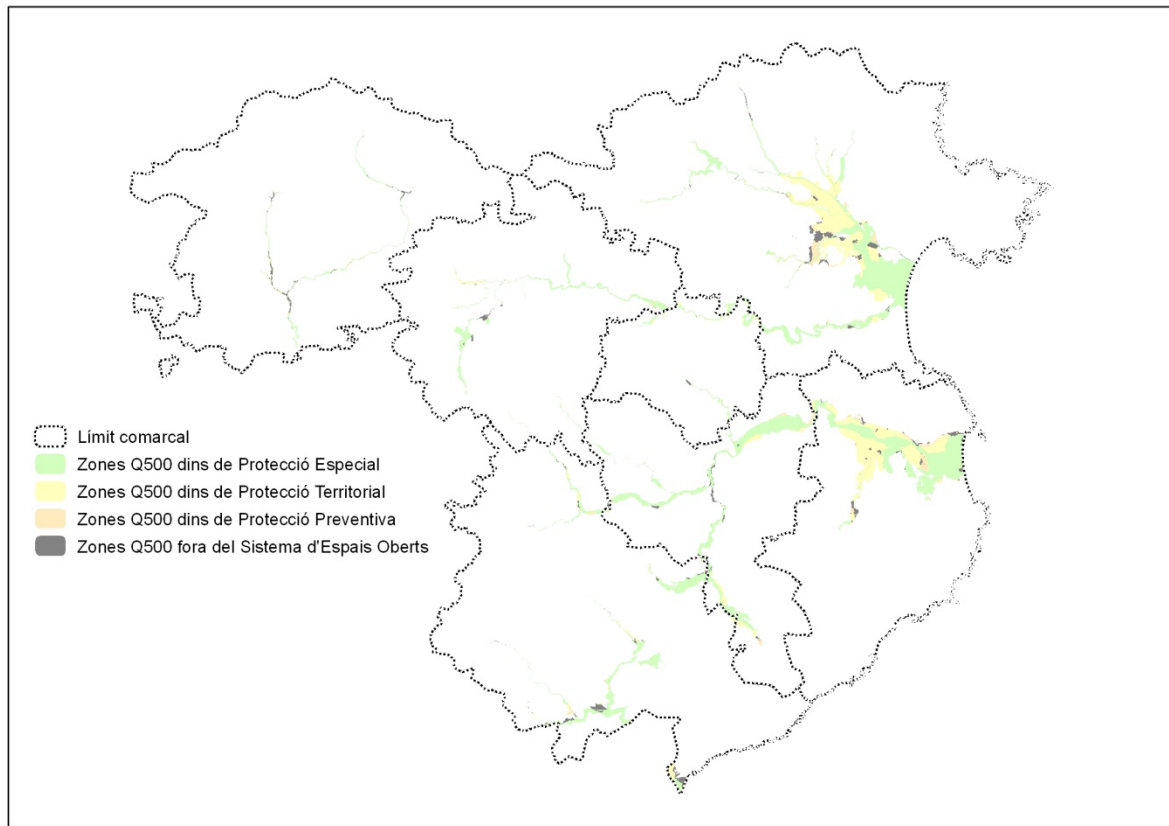 Límit comarcal
Zones Q500 dins de Protecció Especial
Zones Q500 dins de Protecció Territorial
Zones Q500 dins de Protecció Preventiva
Zones Q500 fora del Sistema d'Espais Oberts